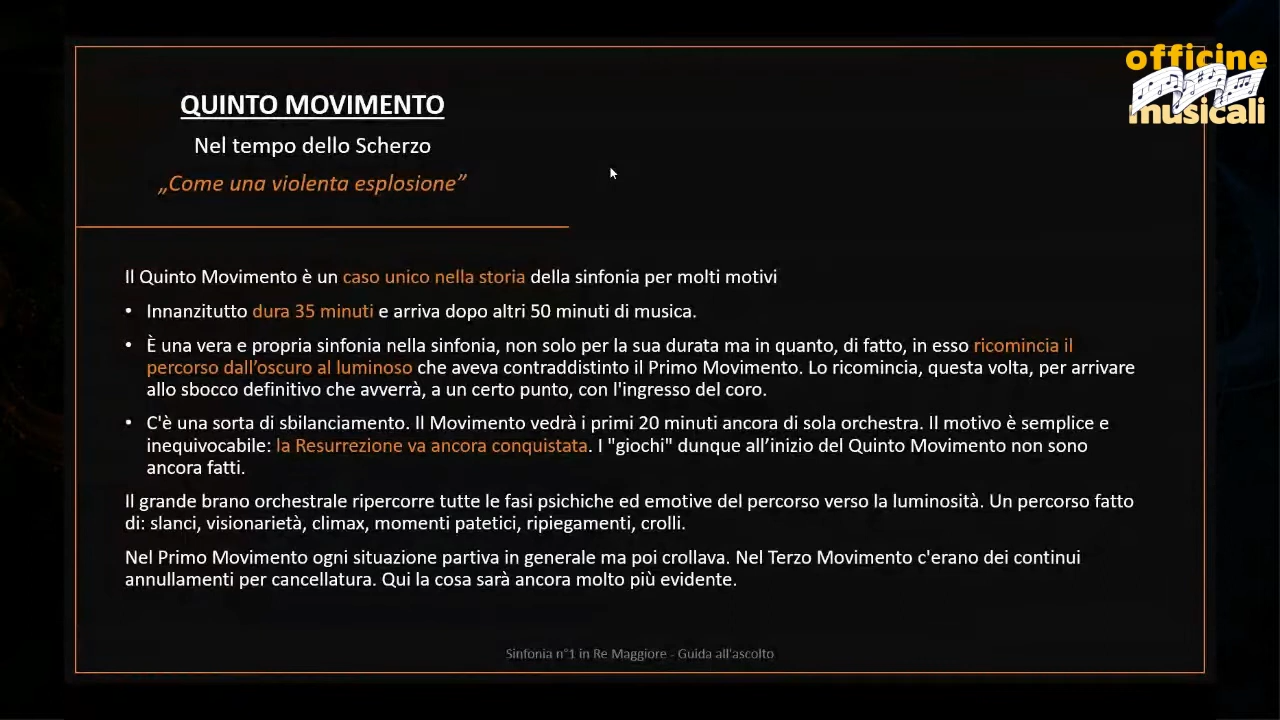 officine
musicali
QUINTO MOVIMENTO
Nel tempo dello Scherzo
„Come una violenta esplosione”
Il Quinto Movimento è un caso unico nella storia della sinfonia per molti motivi
• Innanzitutto dura 35 minuti e arriva dopo altri 50 minuti di musica.
• È una vera e propria sinfonia nella sinfonia, non solo per la sua durata ma in quanto, di fatto, in esso ricomincia il
percorso dall’oscuro al luminoso che aveva contraddistinto il Primo Movimento. Lo ricomincia, questa volta, per arrivare
allo sbocco definitivo che avverrà, a un certo punto, con l'ingresso del coro.
• C'è una sorta di sbilanciamento. Il Movimento vedrà i primi 20 minuti ancora di sola orchestra. Il motivo è semplice e
inequivocabile: la Resurrezione va ancora conquistata. I "giochi" dunque all’inizio del Quinto Movimento non sono
ancora fatti.
Il grande brano orchestrale ripercorre tutte le fasi psichiche ed emotive del percorso verso la luminosità. Un percorso fatto
di: slanci, visionarietà, climax, momenti patetici, ripiegamenti, crolli.
Nel Primo Movimento ogni situazione partiva in generale ma poi crollava. Nel Terzo Movimento c'erano dei continui
annullamenti per cancellatura. Qui la cosa sarà ancora molto più evidente.
Sinfonia n°1 in Re Maggiore - Guida all'ascolto